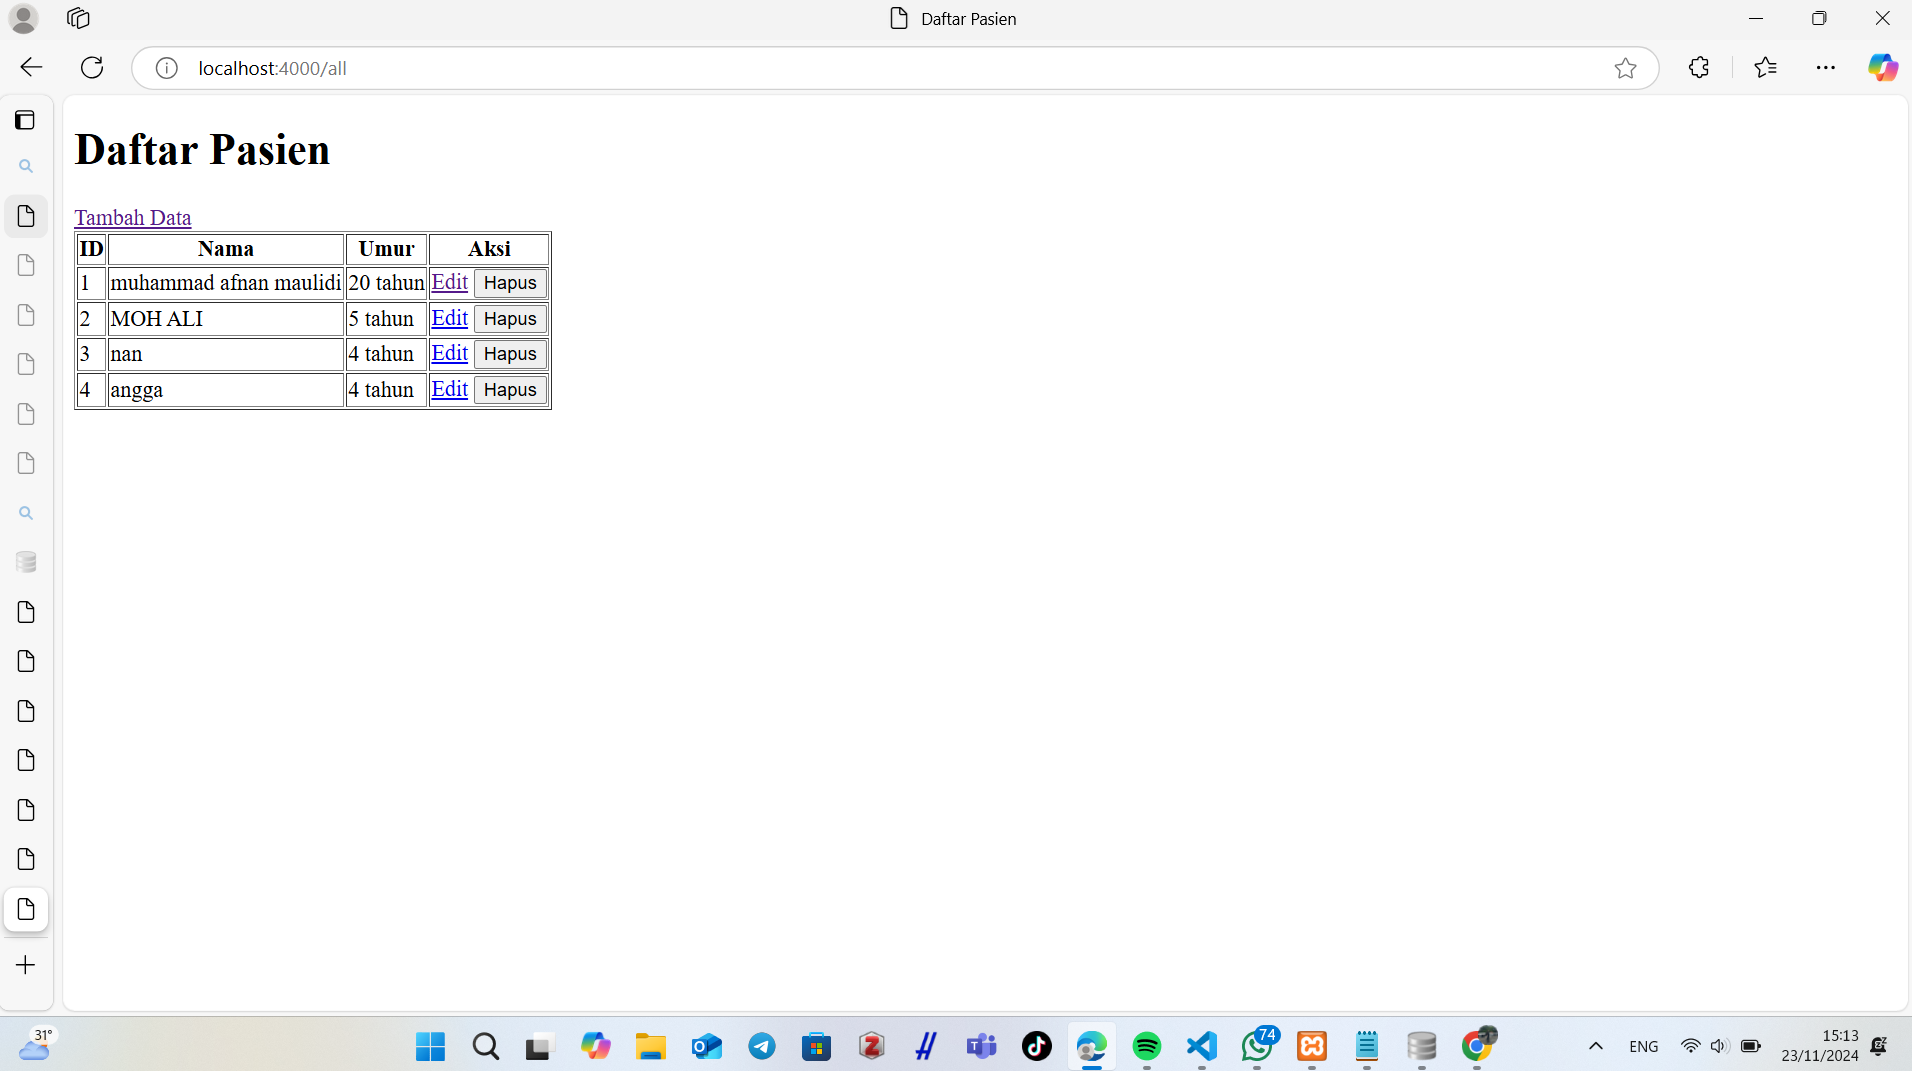 Daftar Pasien
localhost:4000/all
Daftar Pasien
Tambah Data
ID Nama Umur Aksi
1 muhammad afnan maulidi 20 tahun Edit Hapus
2 MOH ALI 5 tahun Edit Hapus
3 nan 4 tahun Edit Hapus
4 angga 4 tahun Edit Hapus
31°
74
ENG
15:13
23/11/2024